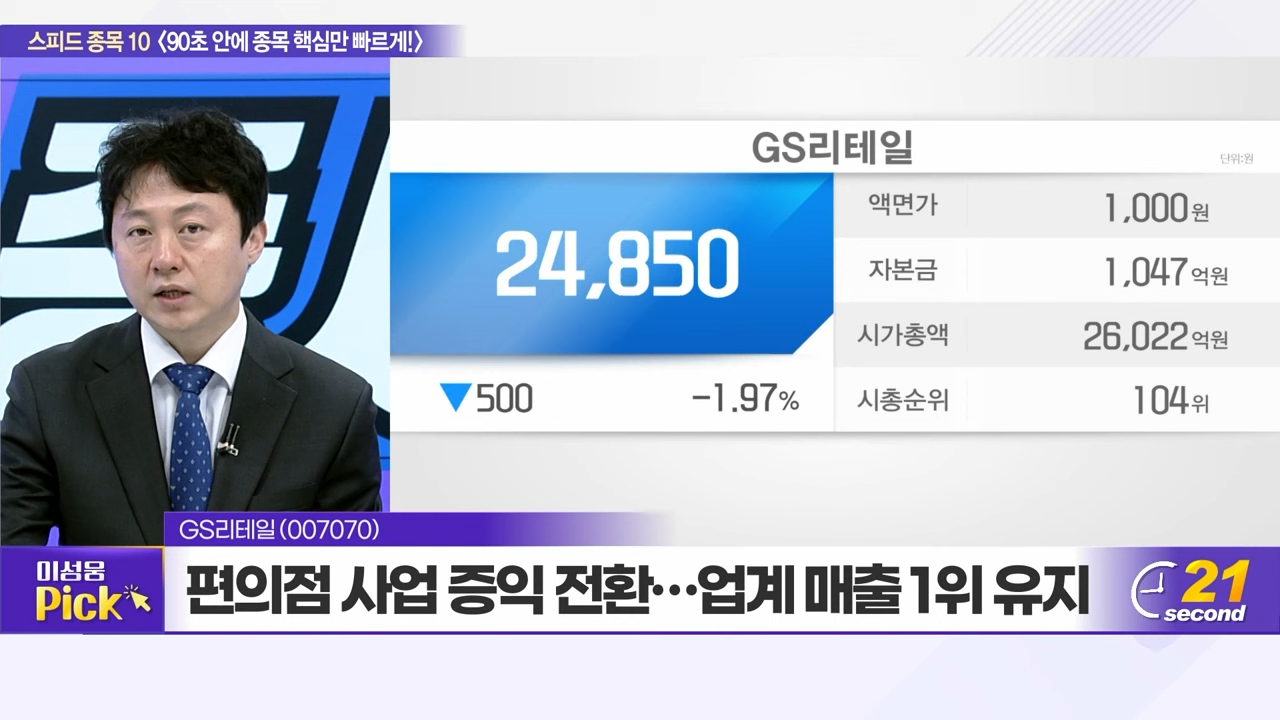 스피드 종목 10 〈90초 안에 종목 핵심만 빠르게!〉
GS리테일
단위:원
24,850
▼500 -1.97%
액면가 1,000원
자본금 1,047억원
시가총액 26,022억원
시총순위 104위
GS리테일(007070)
이성웅
Pick
편의점 사업 증익 전환…업계 매출 1위 유지
21
second